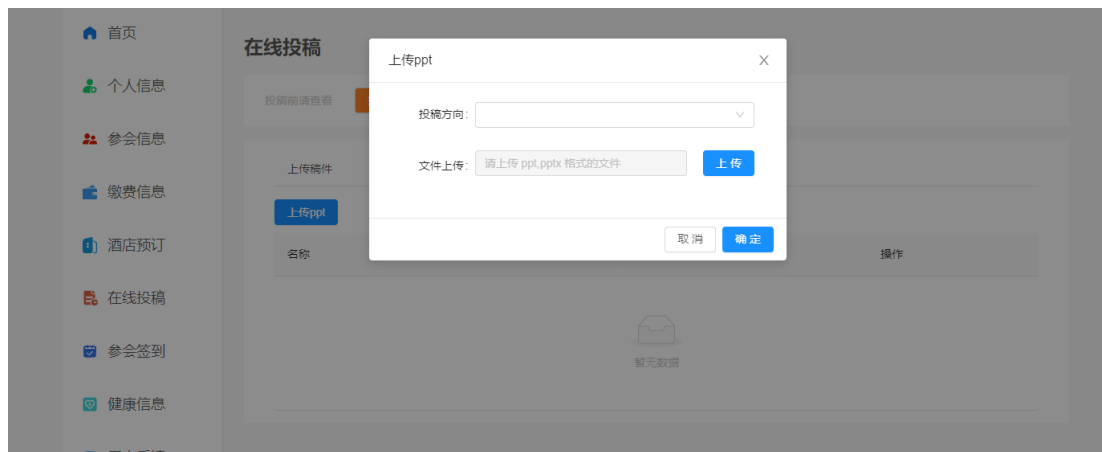 首页
个人信息
参会信息
缴费信息
酒店预订
在线投稿
参会签到
健康信息
在线投稿
投稿前请查看
上传稿件
上传ppt
名称
操作
暂无数据
上传ppt
投稿方向:
文件上传: 请上传 ppt,pptx 格式的文件 上 传
取 消 确 定